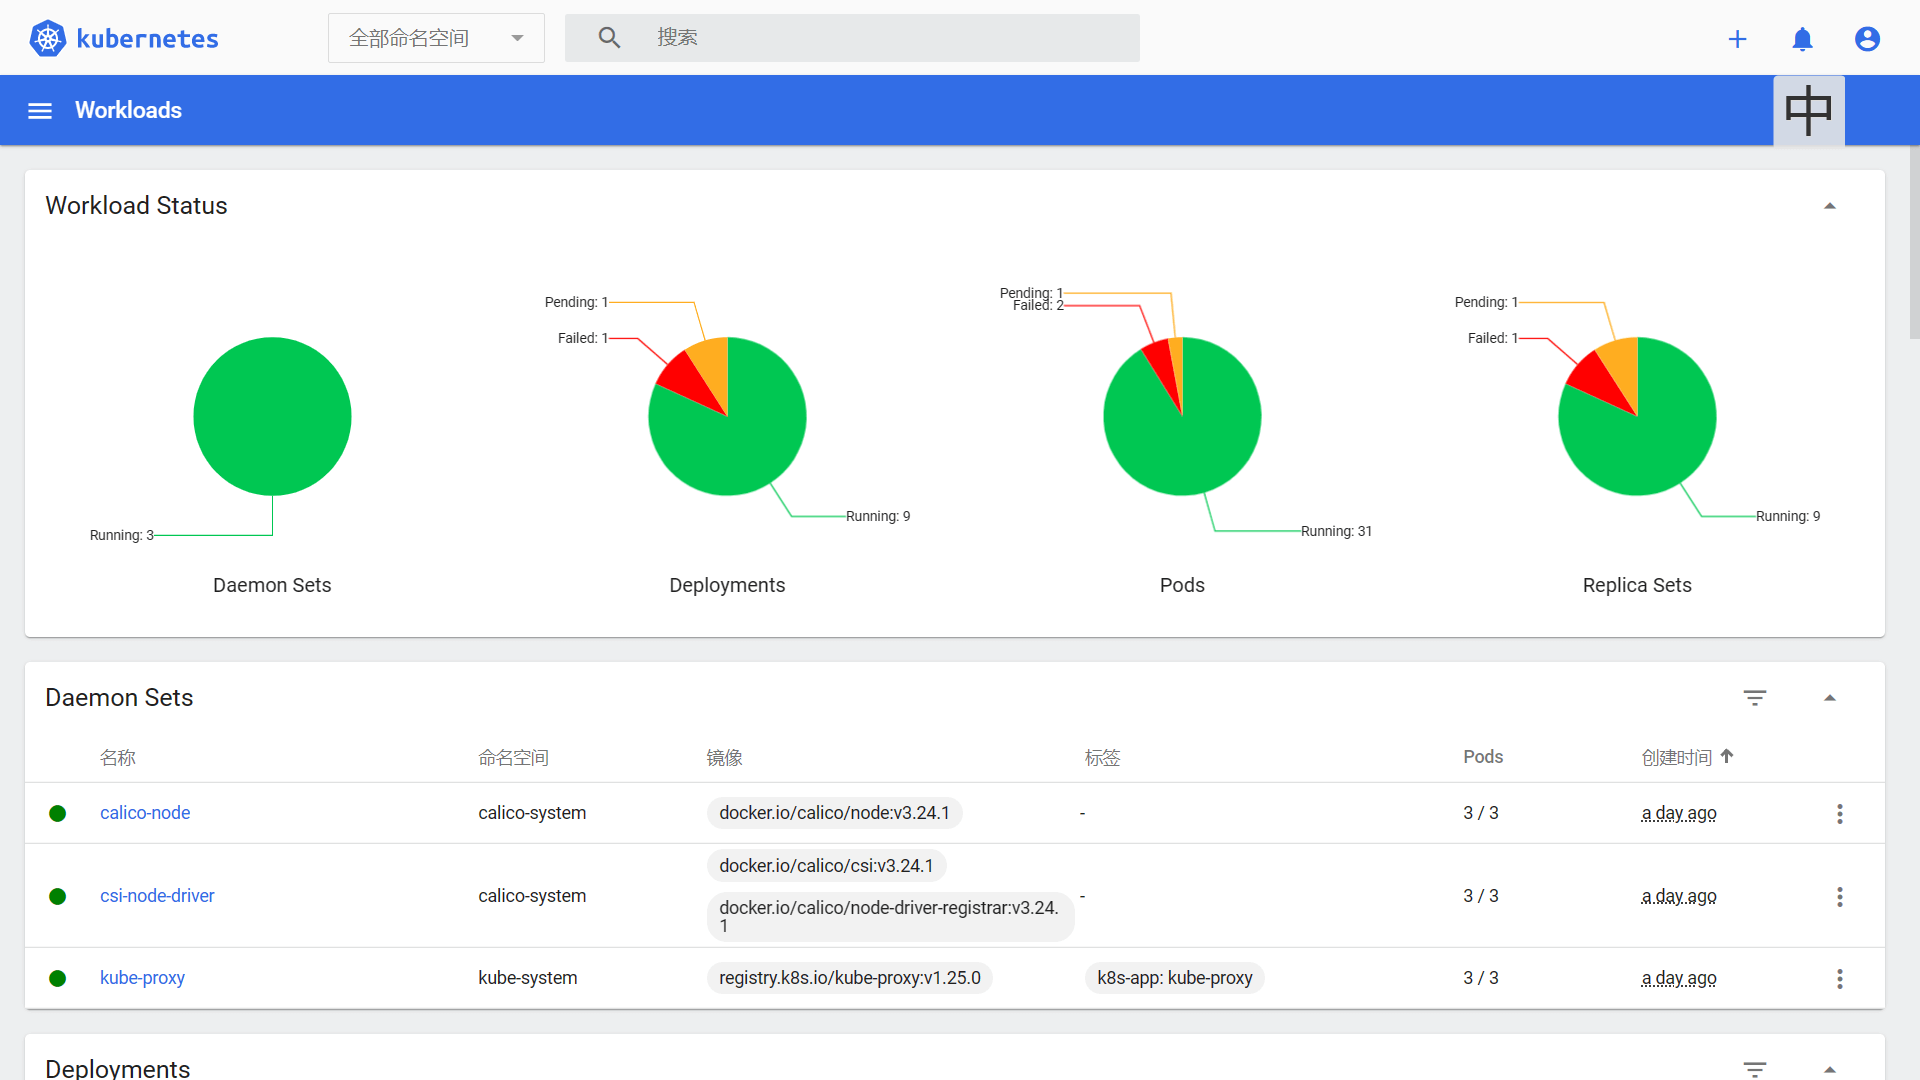 kubernetes
全部命名空间
搜索
Workloads
中
Workload Status
Running: 3
Daemon Sets
Pending: 1
Failed: 1
Running: 9
Deployments
Pending: 1
Failed: 2
Running: 31
Pods
Pending: 1
Failed: 1
Running: 9
Replica Sets
Daemon Sets
名称 命名空间 镜像 标签 Pods 创建时间
calico-node calico-system docker.io/calico/node:v3.24.1 - 3 / 3 a day ago
csi-node-driver calico-system docker.io/calico/csi:v3.24.1 - 3 / 3 a day ago
docker.io/calico/node-driver-registrar:v3.24.
1
kube-proxy kube-system registry.k8s.io/kube-proxy:v1.25.0 k8s-app: kube-proxy 3 / 3 a day ago
Deployments